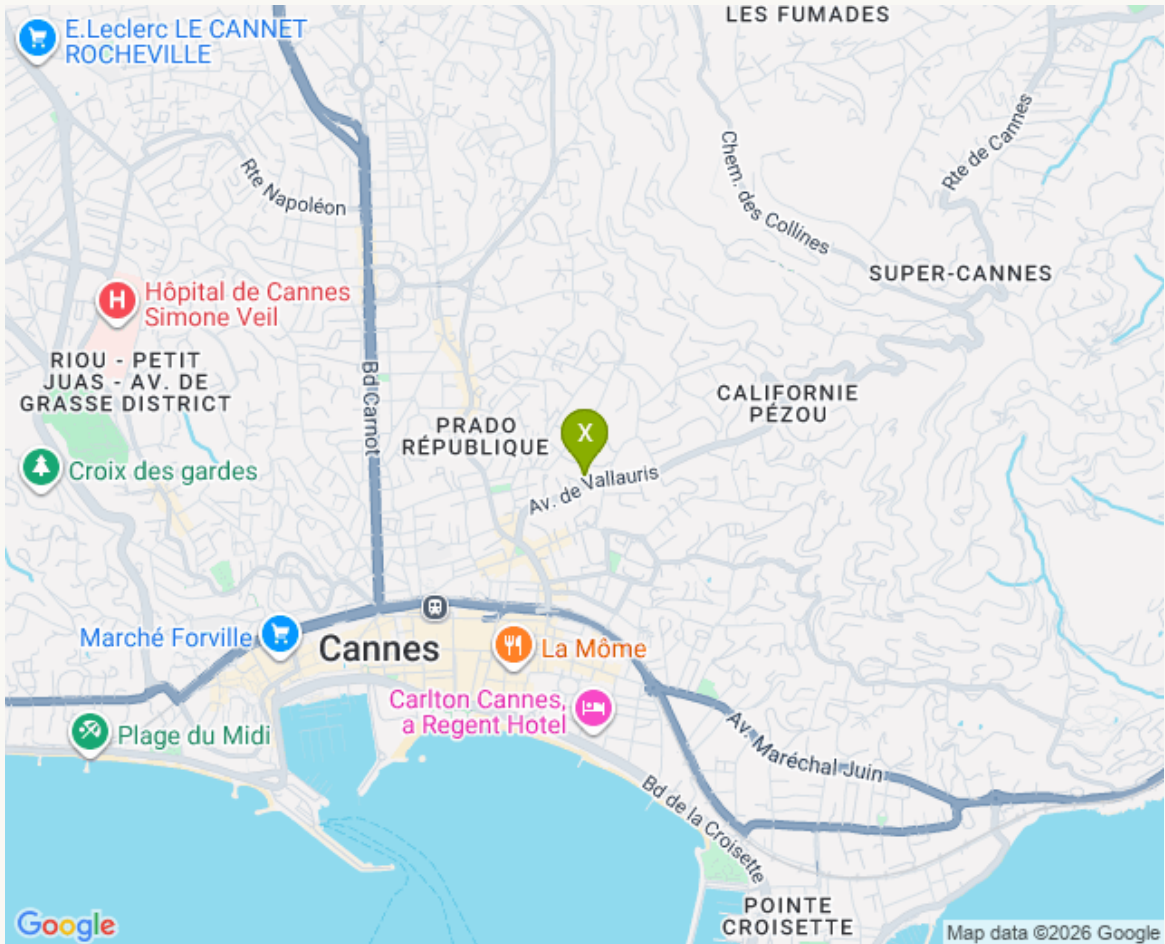 LES FUMADES
E.Leclerc LE CANNET
ROCHEVILLE
Rte de Cannes
Chem. des Collines
Rte Napoléon
SUPER-CANNES
H
Hôpital de Cannes
Simone Veil
RIOU - PETIT
JUAS - AV. DE
GRASSE DISTRICT
Bd Carnot
CALIFORNIE
PÉZOU
PRADO
RÉPUBLIQUE
X
Croix des gardes
Av. de Vallauris
Marché Forville
Cannes
La Môme
Carlton Cannes,
a Regent Hotel
Plage du Midi
Av. Maréchal Juin
Bd de la Croisette
POINTE
CROISETTE
Google
Map data ©2026 Google